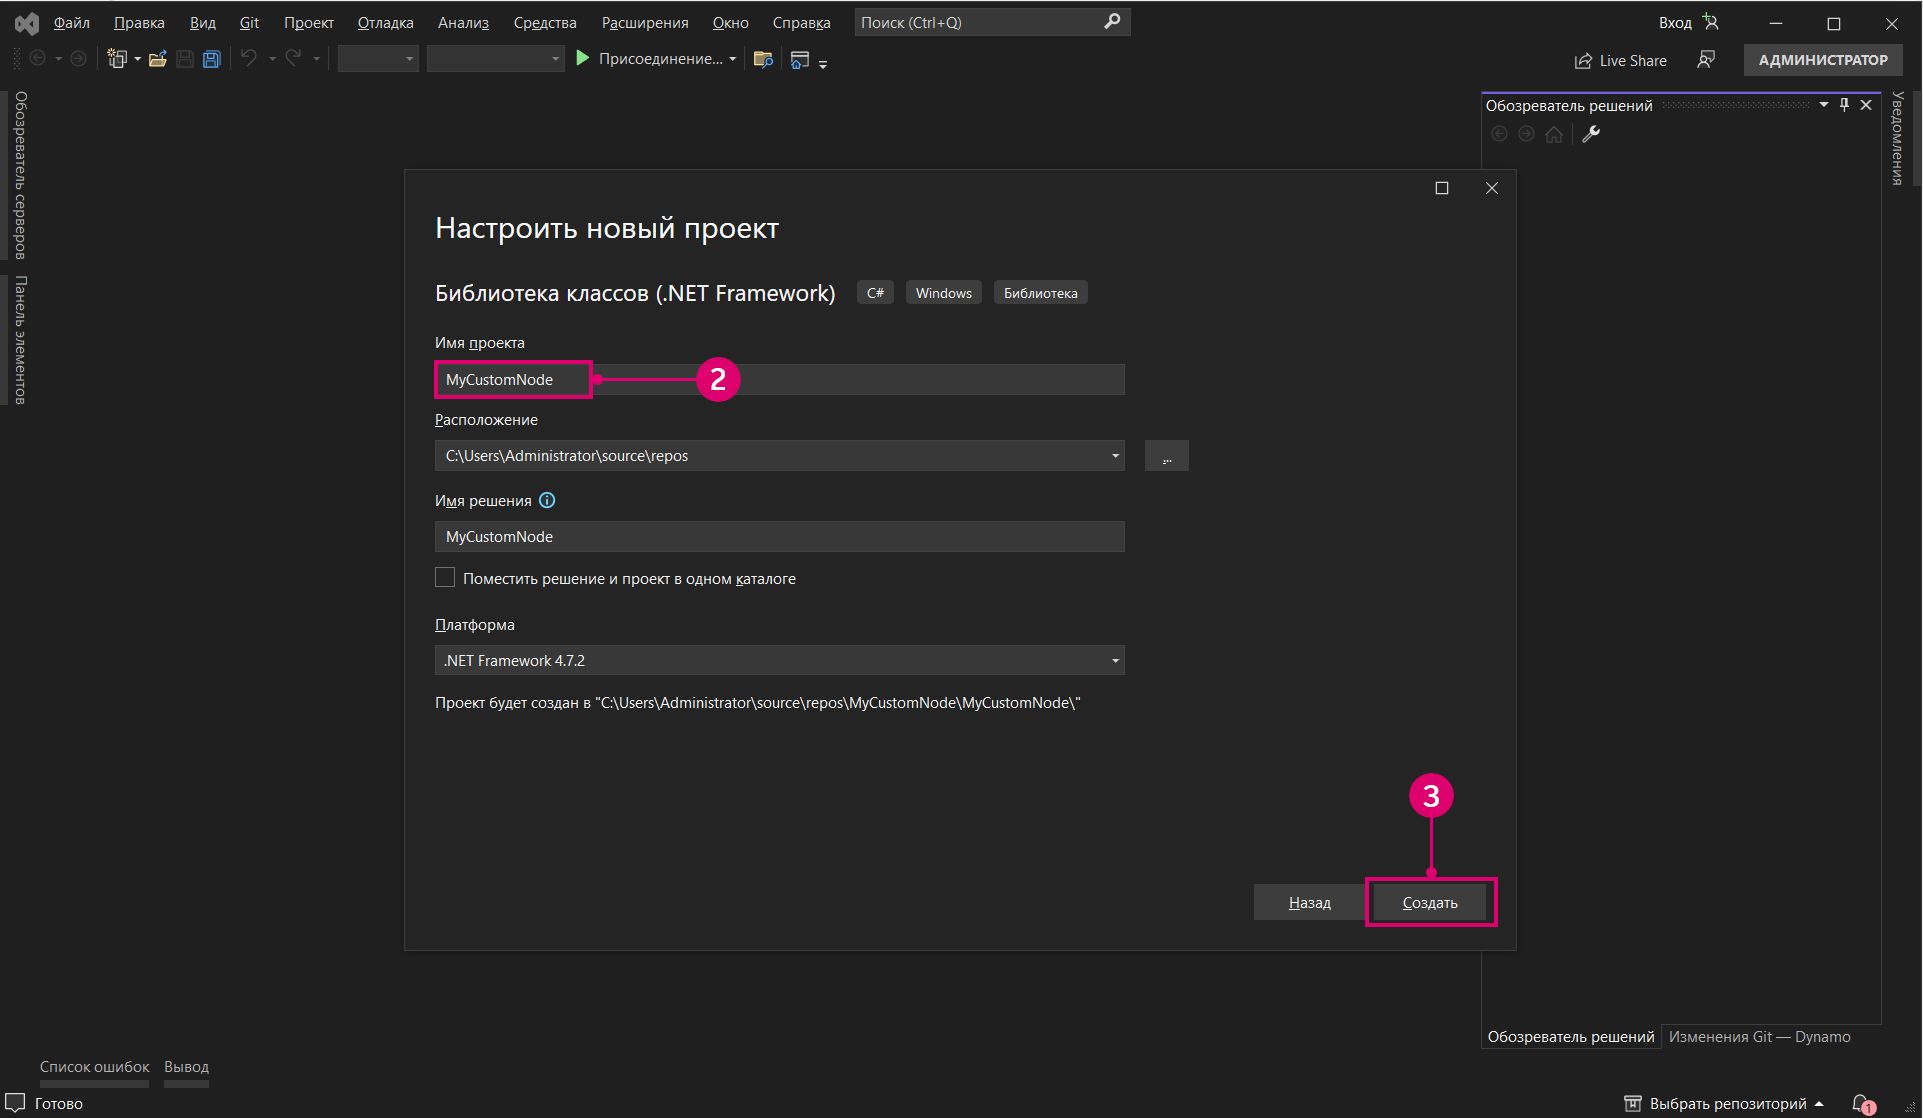 Файл Правка Вид Git Проект Отладка Анализ Средства Расширения Окно Справка Поиск (Ctrl+Q) Вход
Присоединение... Live Share АДМИНИСТРАТОР
Обозреватель серверов
Панель элементов
Обозреватель решений
Уведомления
Настроить новый проект
Библиотека классов (.NET Framework) C# Windows Библиотека
Имя проекта
MyCustomNode 2
Расположение
C:\Users\Administrator\source\repos ...
Имя решения
MyCustomNode
Поместить решение и проект в одном каталоге
Платформа
.NET Framework 4.7.2
Проект будет создан в "C:\Users\Administrator\source\repos\MyCustomNode\MyCustomNode\"
3
Назад Создать
Обозреватель решений Изменения Git — Dynamo
Список ошибок Вывод
Готово Выбрать репозиторий 1